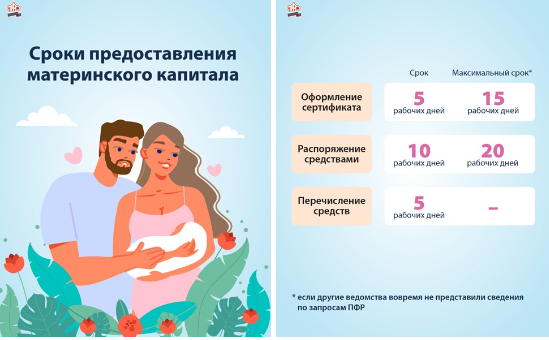 Сроки предоставления
материнского капитала
Срок
Максимальный срок*
Оформление
сертификата
5
рабочих дней
15
рабочих дней
Распоряжение
средствами
10
рабочих дней
20
рабочих дней
Перечисление
средств
5
рабочих дней
–
* если другие ведомства вовремя не представили сведения
по запросам ПФР